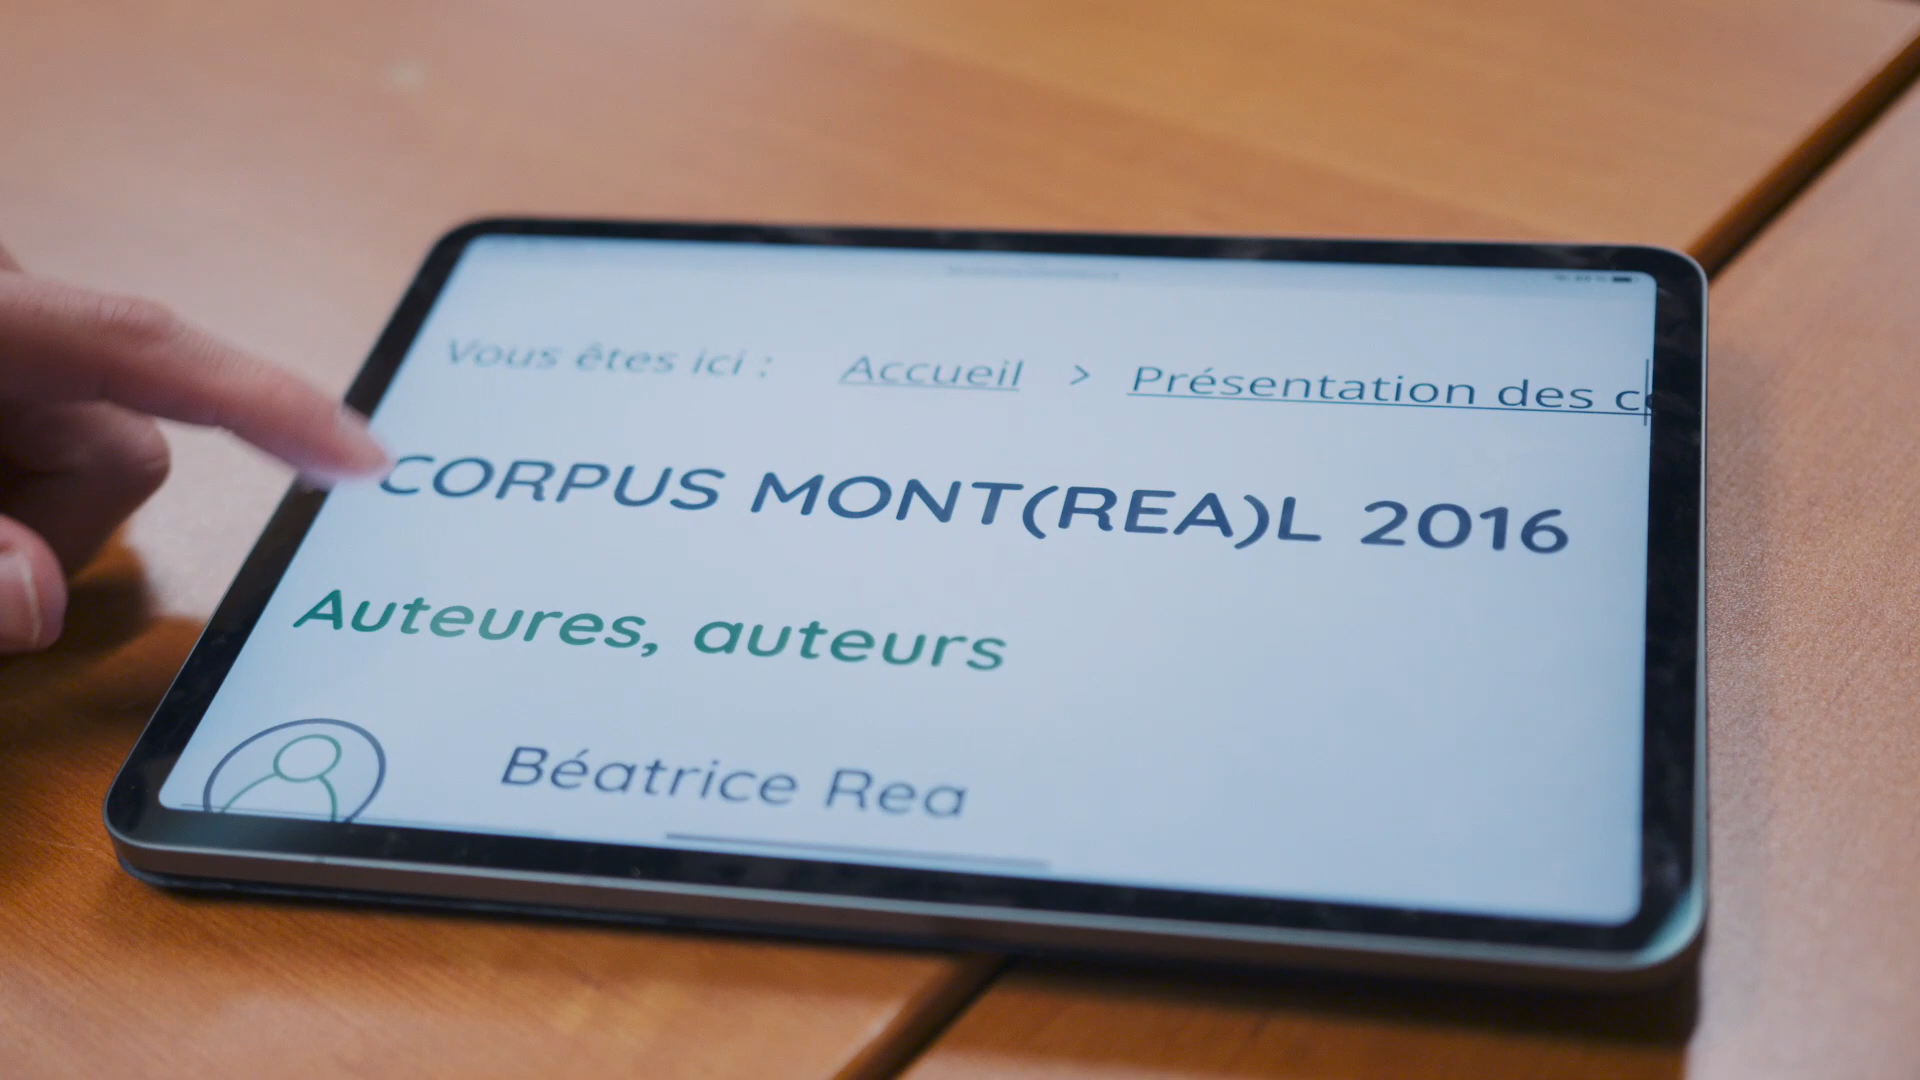 Vous êtes ici : Accueil > Présentation des c
CORPUS MONT(REA)L 2016
Auteures, auteurs
Béatrice Rea